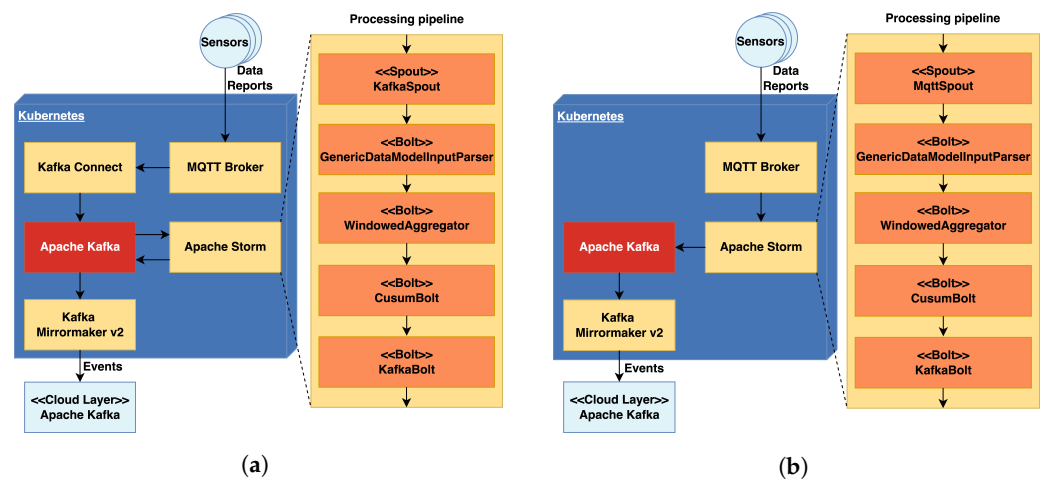 Processing pipeline
Sensors
Data
Reports
Kubernetes
Kafka Connect
MQTT Broker
Apache Kafka
Apache Storm
Kafka
Mirrormaker v2
Events
<<Cloud Layer>>
Apache Kafka
<<Spout>>
KafkaSpout
<<Bolt>>
GenericDataModelInputParser
<<Bolt>>
WindowedAggregator
<<Bolt>>
CusumBolt
<<Bolt>>
KafkaBolt
(a)
Processing pipeline
Sensors
Data
Reports
Kubernetes
MQTT Broker
Apache Kafka
Apache Storm
Kafka
Mirrormaker v2
Events
<<Cloud Layer>>
Apache Kafka
<<Spout>>
MqttSpout
<<Bolt>>
GenericDataModelInputParser
<<Bolt>>
WindowedAggregator
<<Bolt>>
CusumBolt
<<Bolt>>
KafkaBolt
(b)